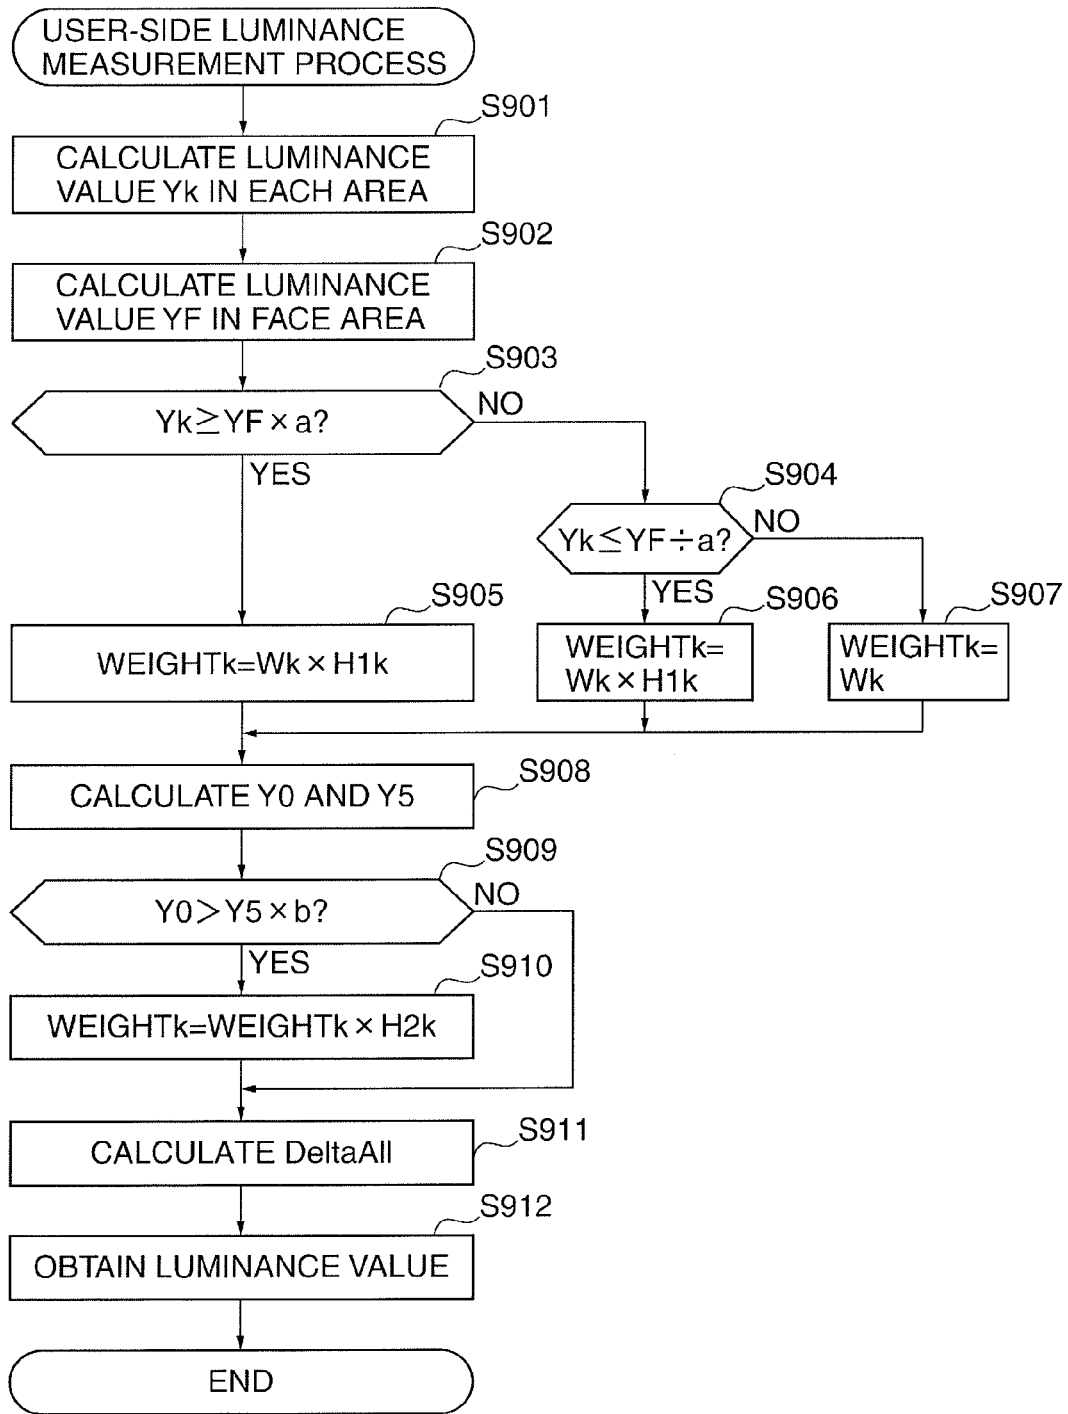 USER-SIDE LUMINANCE
MEASUREMENT PROCESS
S901
CALCULATE LUMINANCE
VALUE Yk IN EACH AREA
S902
CALCULATE LUMINANCE
VALUE YF IN FACE AREA
S903
Yk≧YF×a?
NO
YES
S904
Yk≦YF÷a?
NO
YES
S905
WEIGHTk=Wk×H1k
S906
WEIGHTk=
Wk×H1k
S907
WEIGHTk=
Wk
S908
CALCULATE Y0 AND Y5
S909
Y0>Y5×b?
NO
YES
S910
WEIGHTk=WEIGHTk×H2k
S911
CALCULATE DeltaAll
S912
OBTAIN LUMINANCE VALUE
END